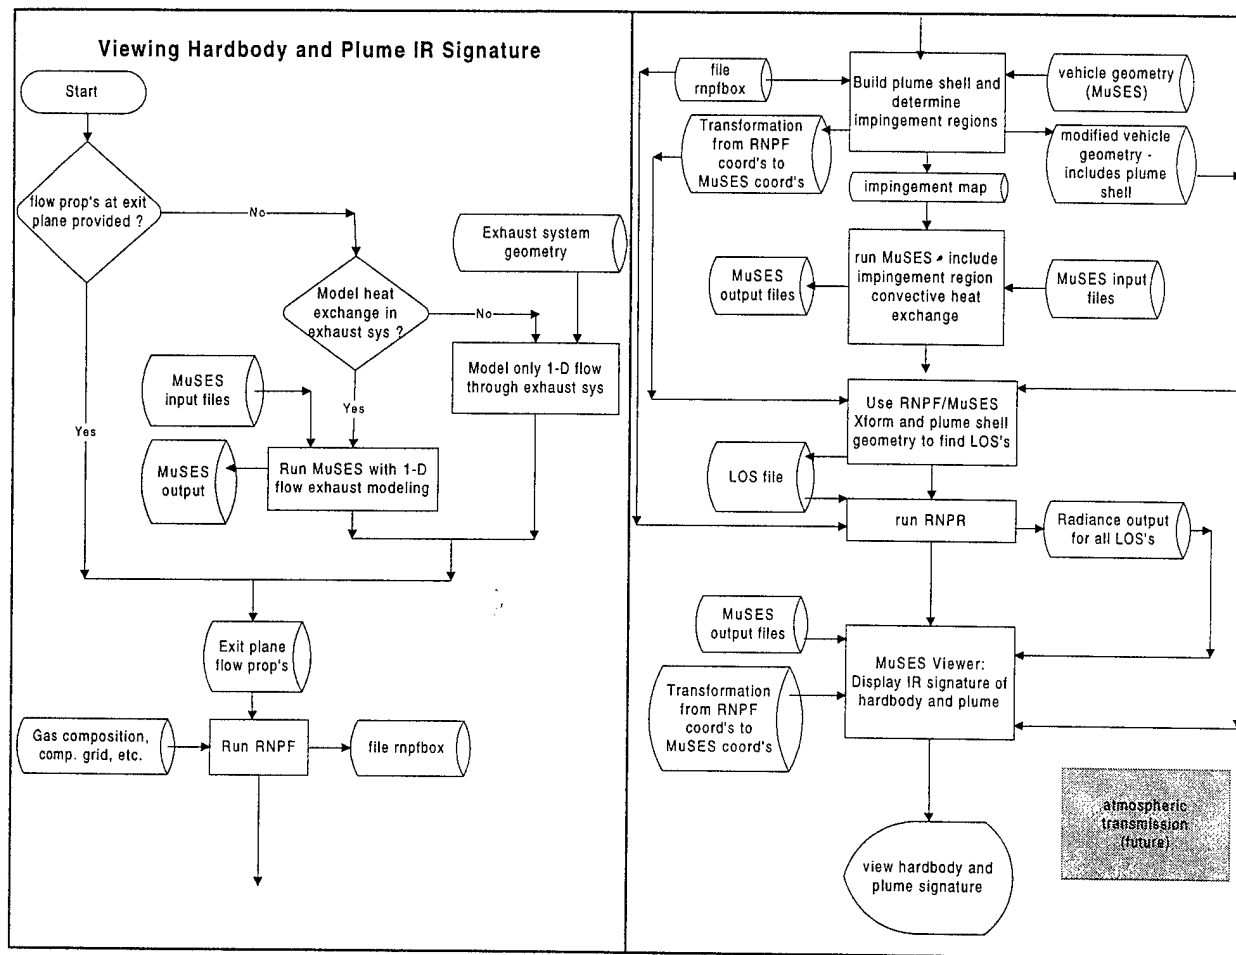 Viewing Hardbody and Plume IR Signature
Start
flow prop's at exit
plane provided ?
No
Yes
Exhaust system
geometry
Model heat
exchange in
exhaust sys ?
No
Yes
Model only 1-D flow
through exhaust sys
MuSES
input files
MuSES
output
Run MuSES with 1-D
flow exhaust modeling
Exit plane
flow prop's
Gas composition,
comp. grid, etc.
Run RNPF
file rnpfbox
file
rnpfbox
Build plume shell and
determine
impingement regions
vehicle geometry
(MuSES)
Transformation
from RNPF
coord's to
MuSES coord's
modified vehicle
geometry -
includes plume
shell
impingement map
MuSES
output files
run MuSES - include
impingement region
convective heat
exchange
MuSES input
files
Use RNPF/MuSES
Xform and plume shell
geometry to find LOS's
LOS file
run RNPR
Radiance output
for all LOS's
MuSES
output files
Transformation
from RNPF
coord's to
MuSES coord's
MuSES Viewer:
Display IR signature of
hardbody and plume
atmospheric
transmission
(future)
view hardbody and
plume signature